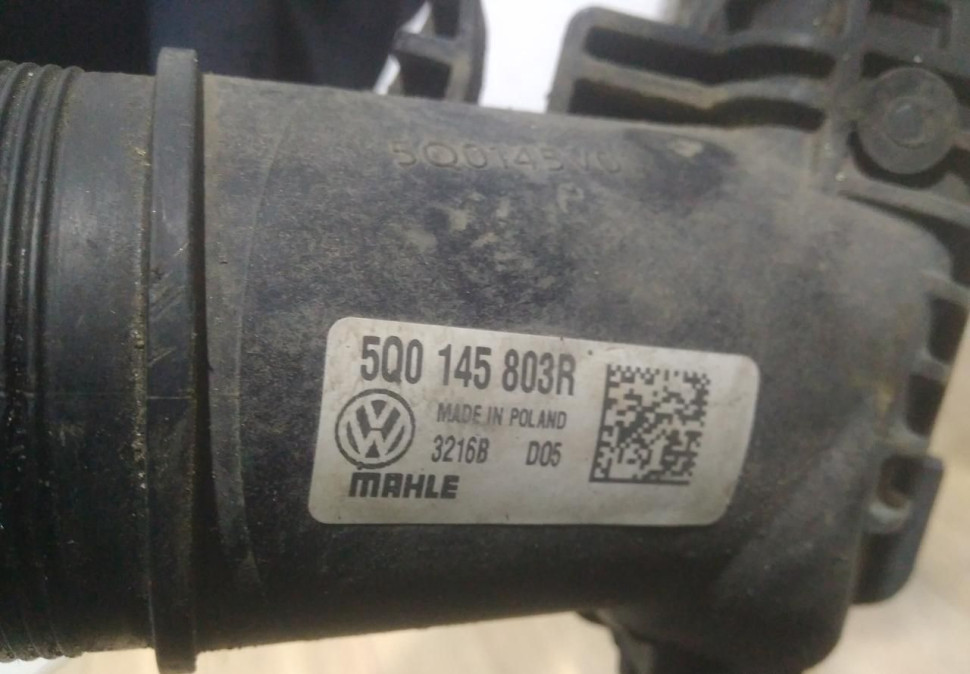 5Q0 145 803R
MADE IN POLAND
3216B D05
MAHLE